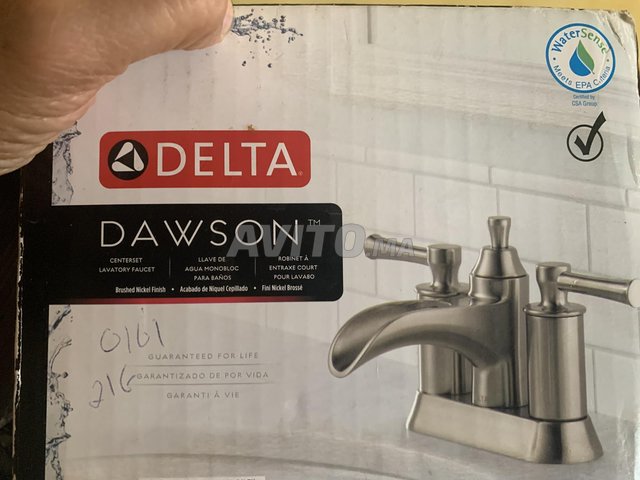 WaterSense
Meets EPA Criteria
Certified by
CSA Group
DELTA®
DAWSON™
AVITO.MA
CENTERSET
LAVATORY FAUCET
LLAVE DE
AGUA MONOBLOC
PARA BAÑOS
ROBINET À
ENTRAXE COURT
POUR LAVABO
Brushed Nickel Finish • Acabado de Níquel Cepillado • Fini Nickel Brossé
0161
216
GUARANTEED FOR LIFE
GARANTIZADO DE POR VIDA
GARANTI À VIE